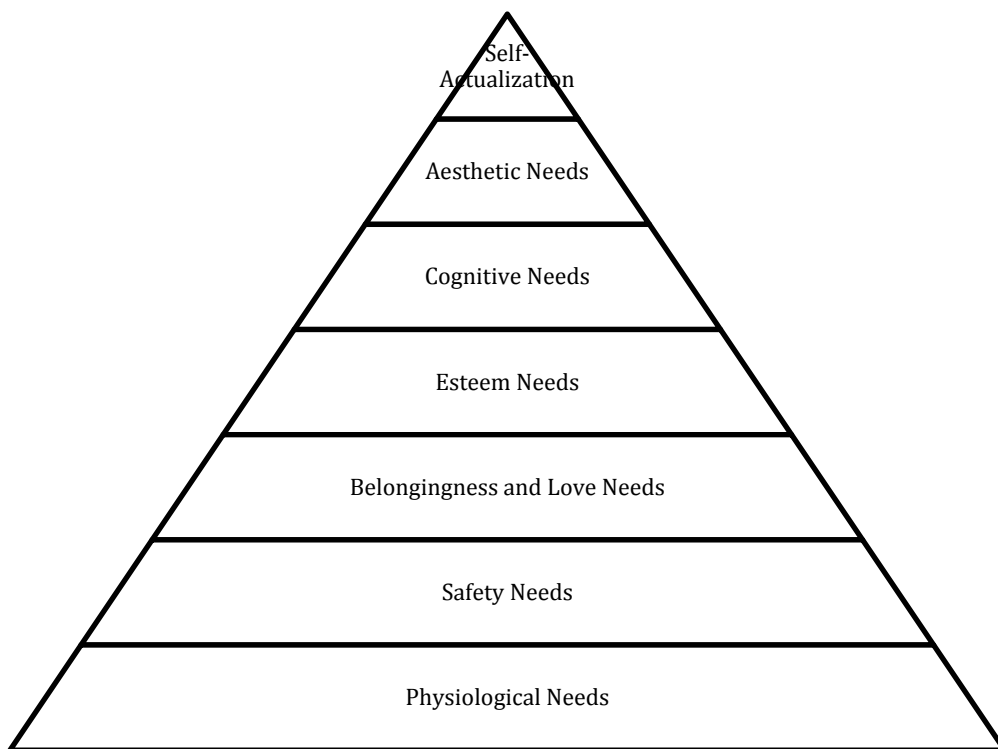 Self-
Actualization
Aesthetic Needs
Cognitive Needs
Esteem Needs
Belongingness and Love Needs
Safety Needs
Physiological Needs